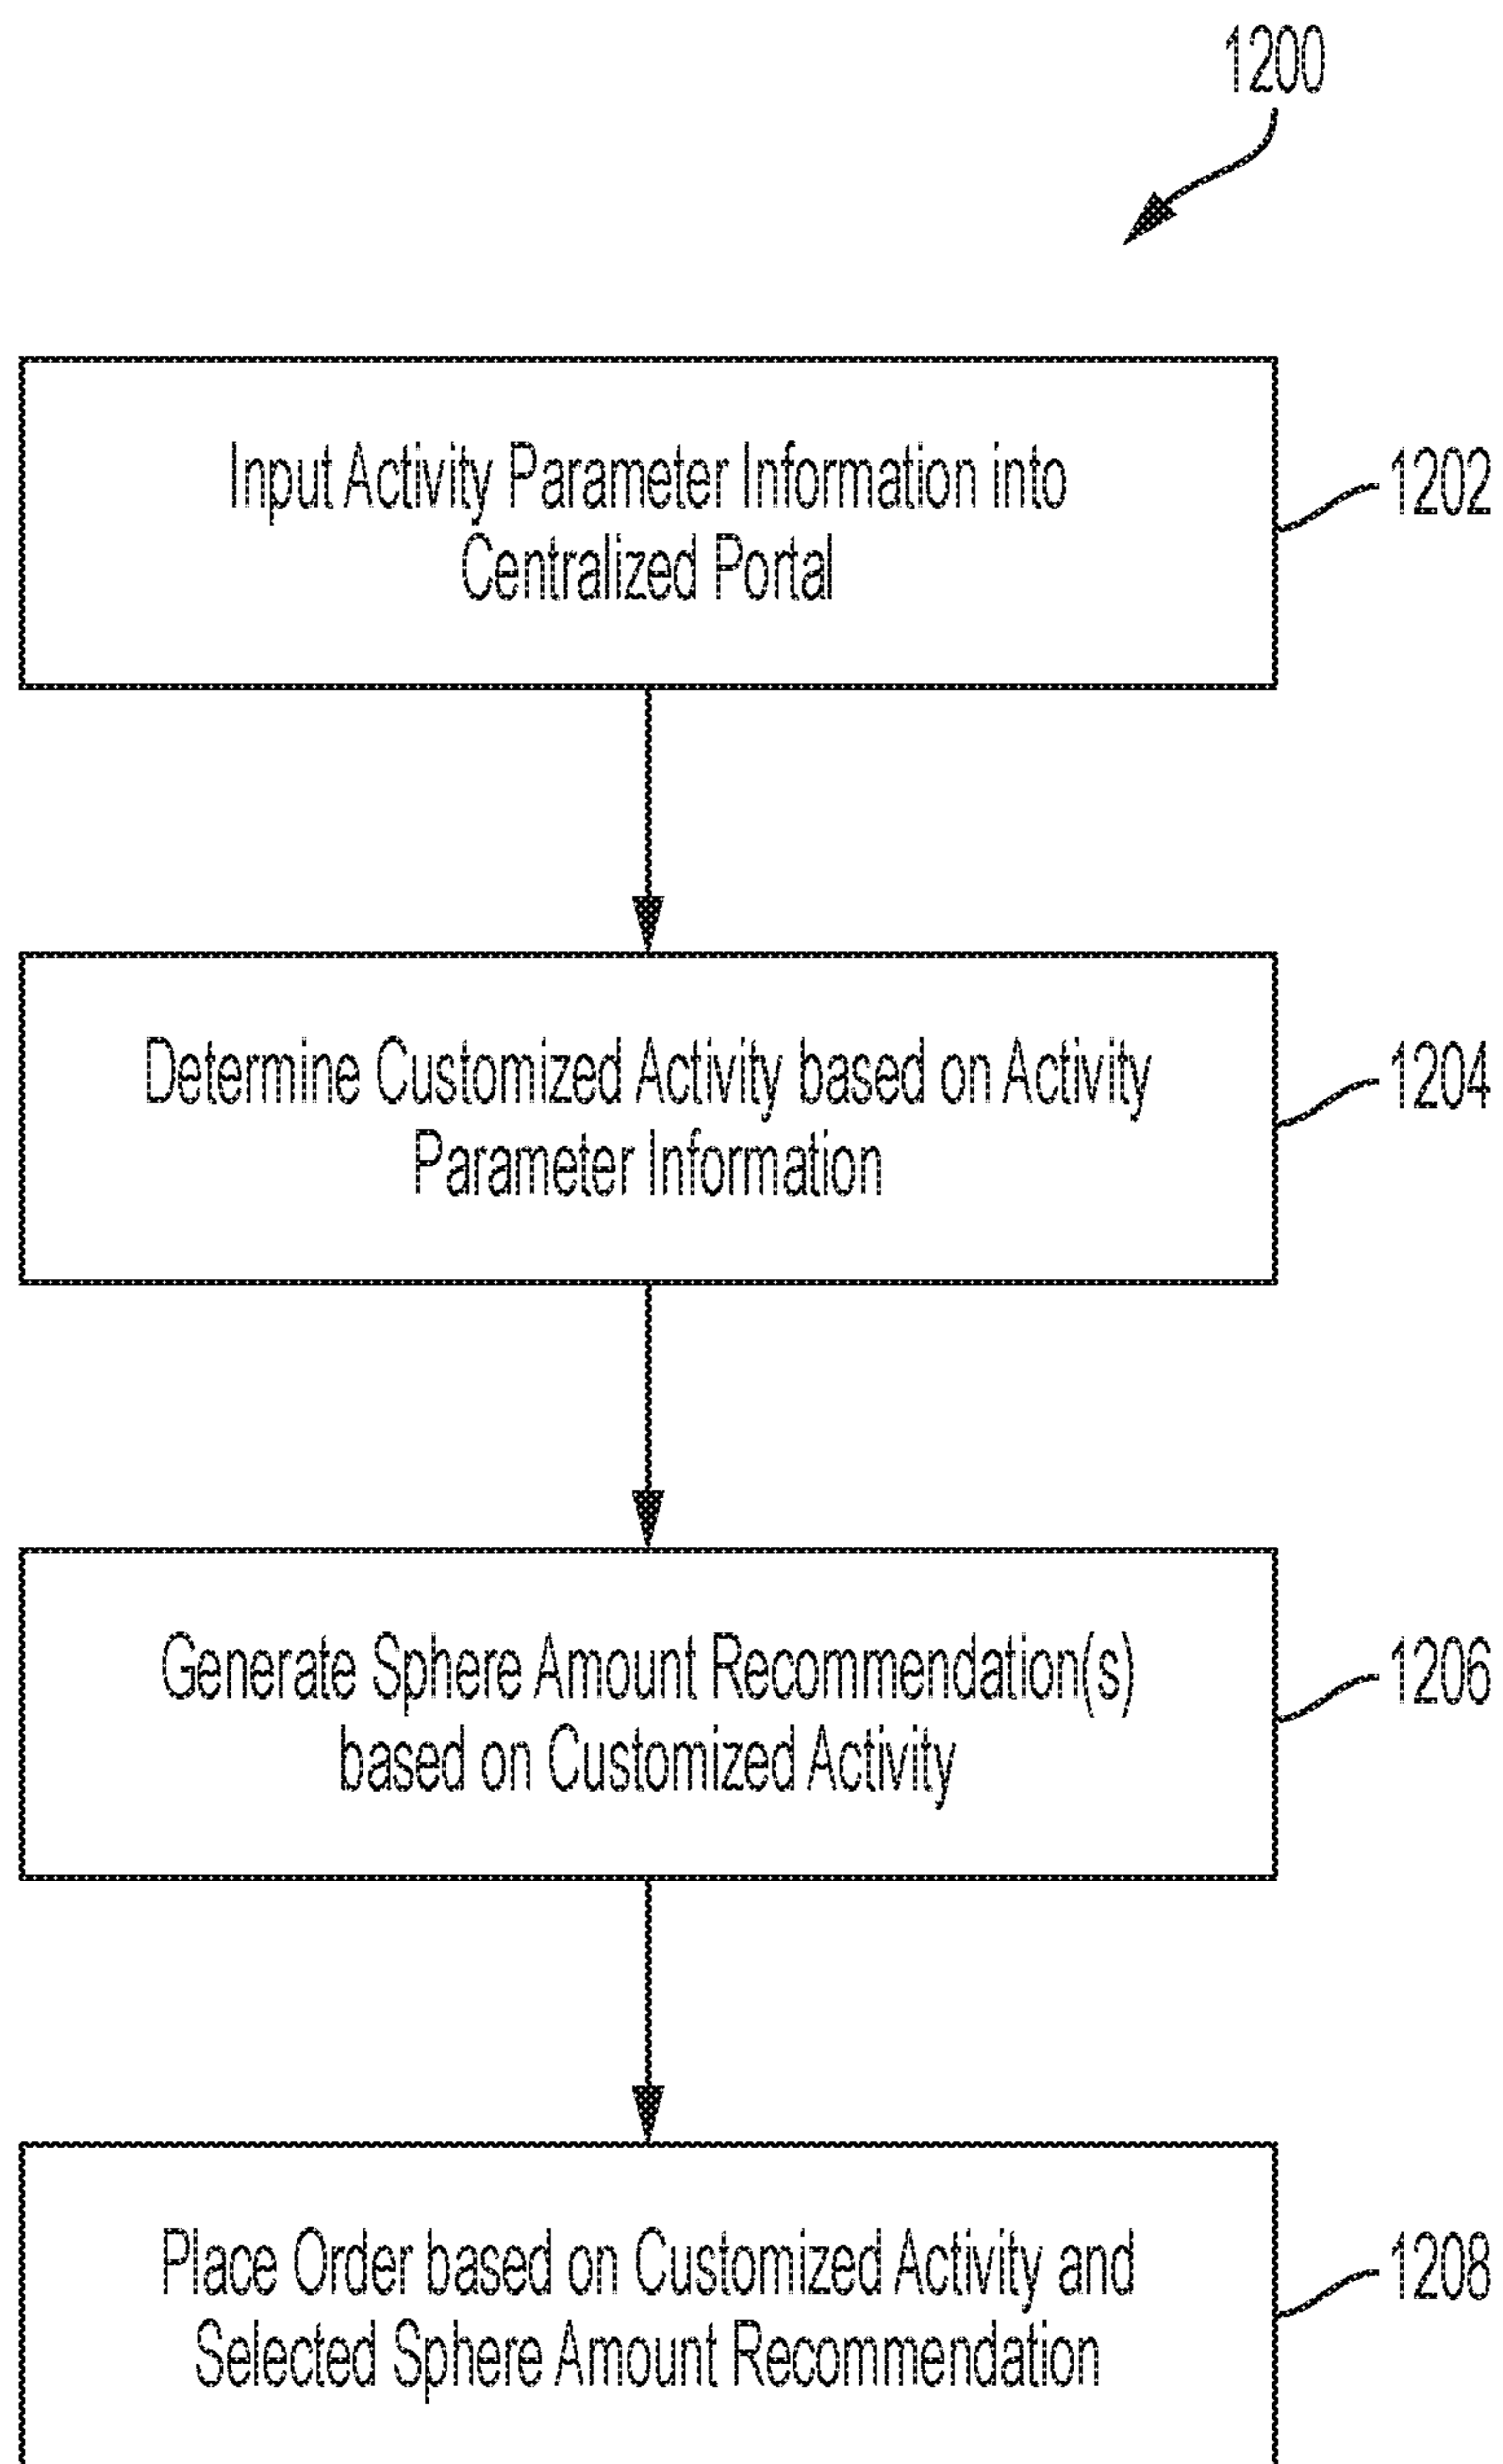 1200
Input Activity Parameter Information into
Centralized Portal
1202
Determine Customized Activity based on Activity
Parameter Information
1204
Generate Sphere Amount Recommendation(s)
based on Customized Activity
1206
Place Order based on Customized Activity and
Selected Sphere Amount Recommendation
1208